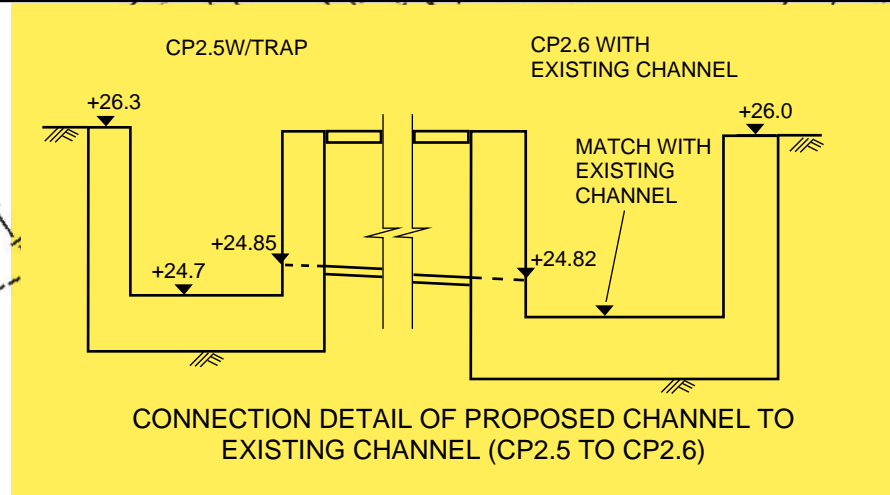 CP2.5W/TRAP
CP2.6 WITH
EXISTING CHANNEL
+26.3
+26.0
MATCH WITH
EXISTING
CHANNEL
+24.85
+24.82
+24.7
CONNECTION DETAIL OF PROPOSED CHANNEL TO
EXISTING CHANNEL (CP2.5 TO CP2.6)